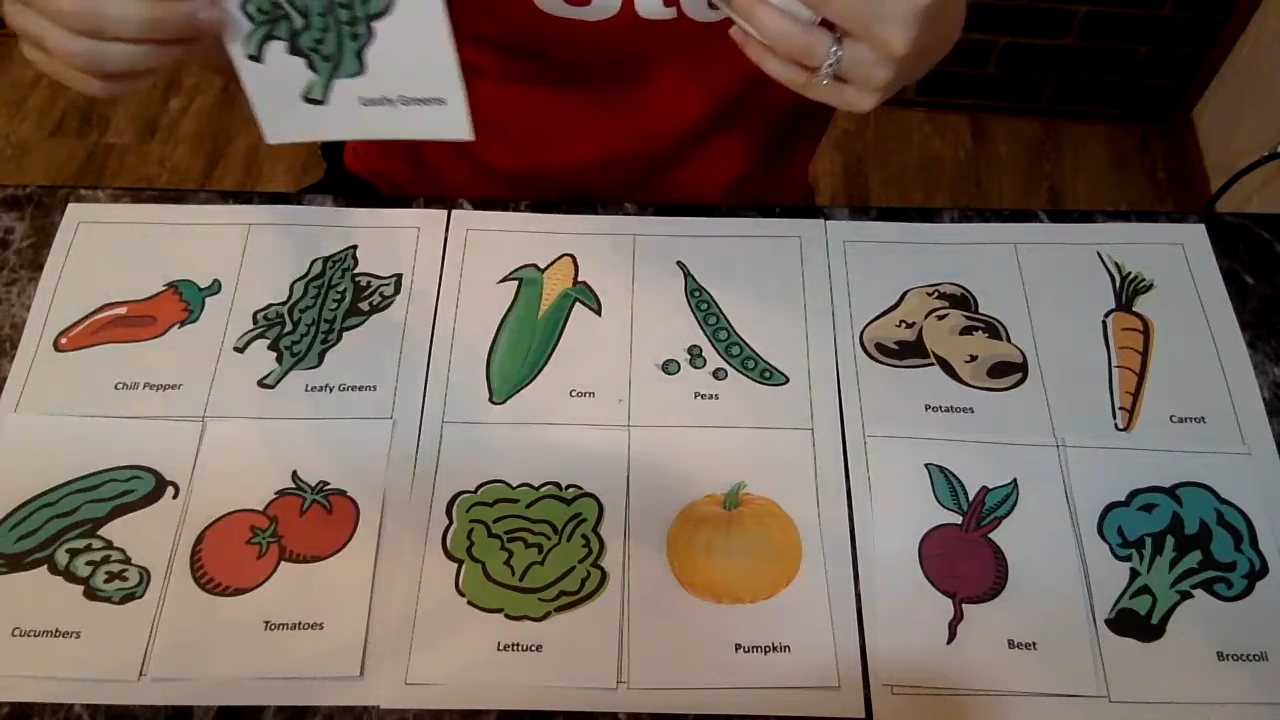 Leafy Greens
Chili Pepper
Leafy Greens
Corn
Peas
Potatoes
Carrot
Cucumbers
Tomatoes
Lettuce
Pumpkin
Beet
Broccoli